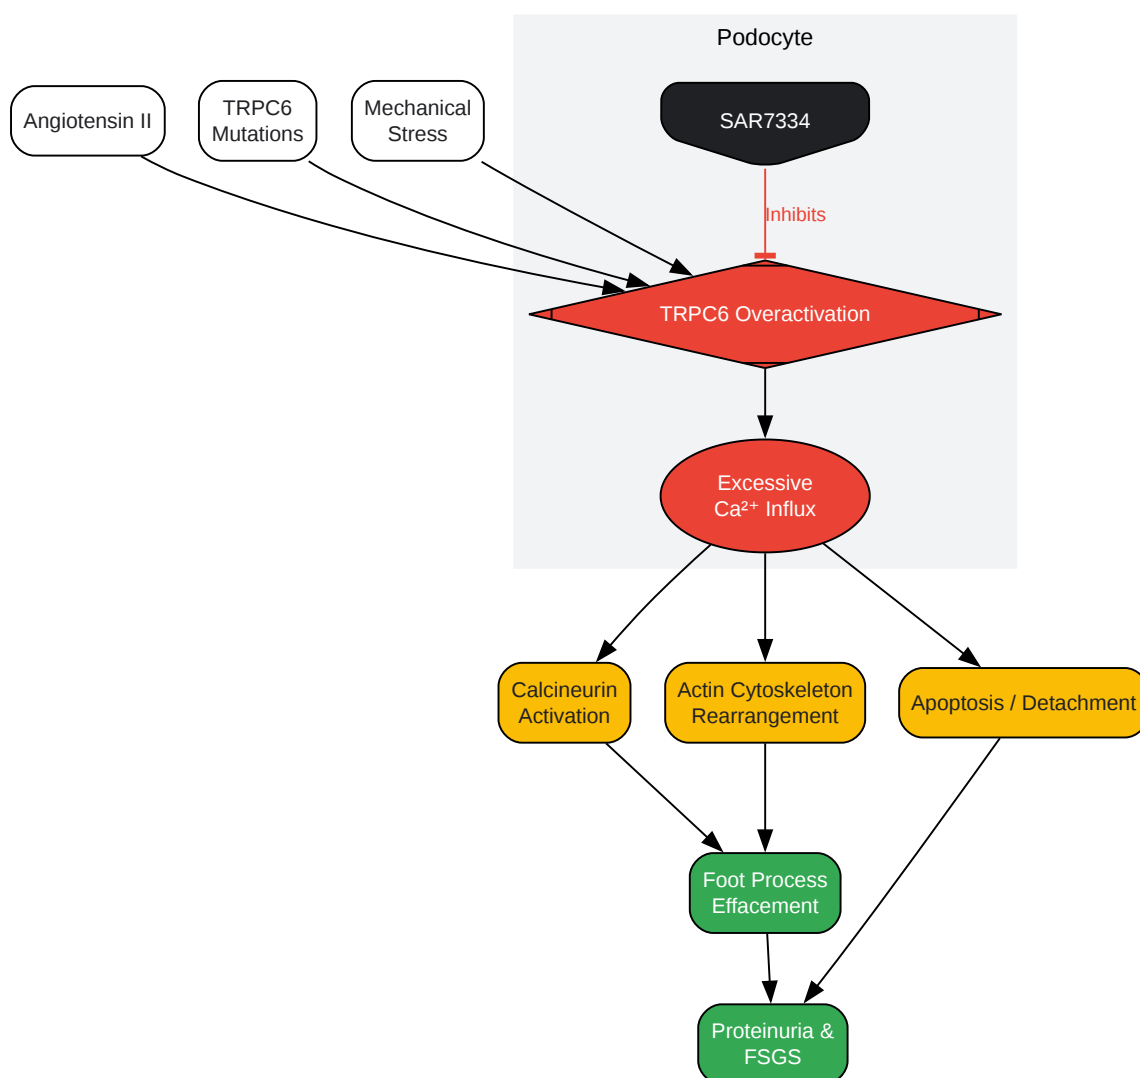 Podocyte
Angiotensin II
TRPC6
Mutations
Mechanical
Stress
SAR7334
Inhibits
TRPC6 Overactivation
Excessive
Ca²⁺ Influx
Calcineurin
Activation
Actin Cytoskeleton
Rearrangement
Apoptosis / Detachment
Foot Process
Effacement
Proteinuria &
FSGS